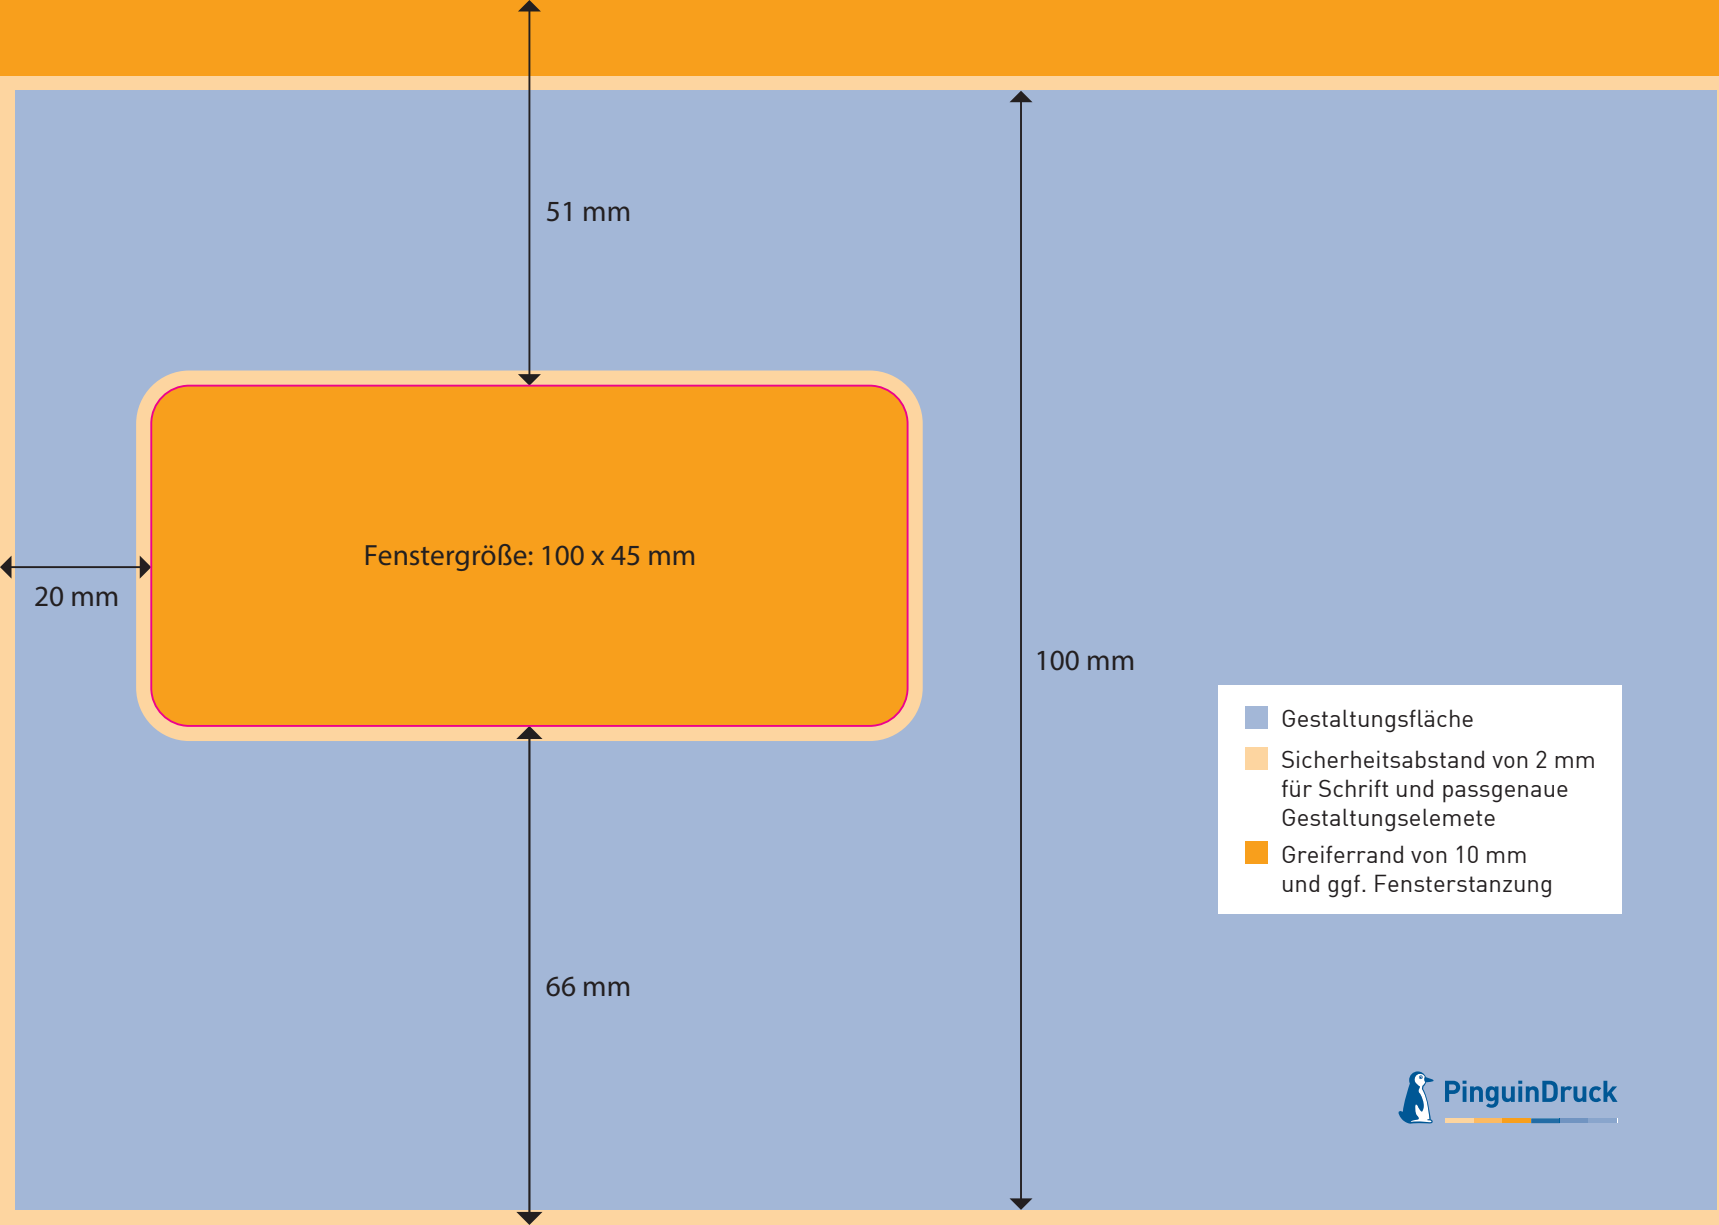 51 mm
Fenstergröße: 100 x 45 mm
20 mm
100 mm
Gestaltungsfläche
Sicherheitsabstand von 2 mm
für Schrift und passgenaue
Gestaltungselemete
Greiferrand von 10 mm
und ggf. Fensterstanzung
66 mm
PinguinDruck